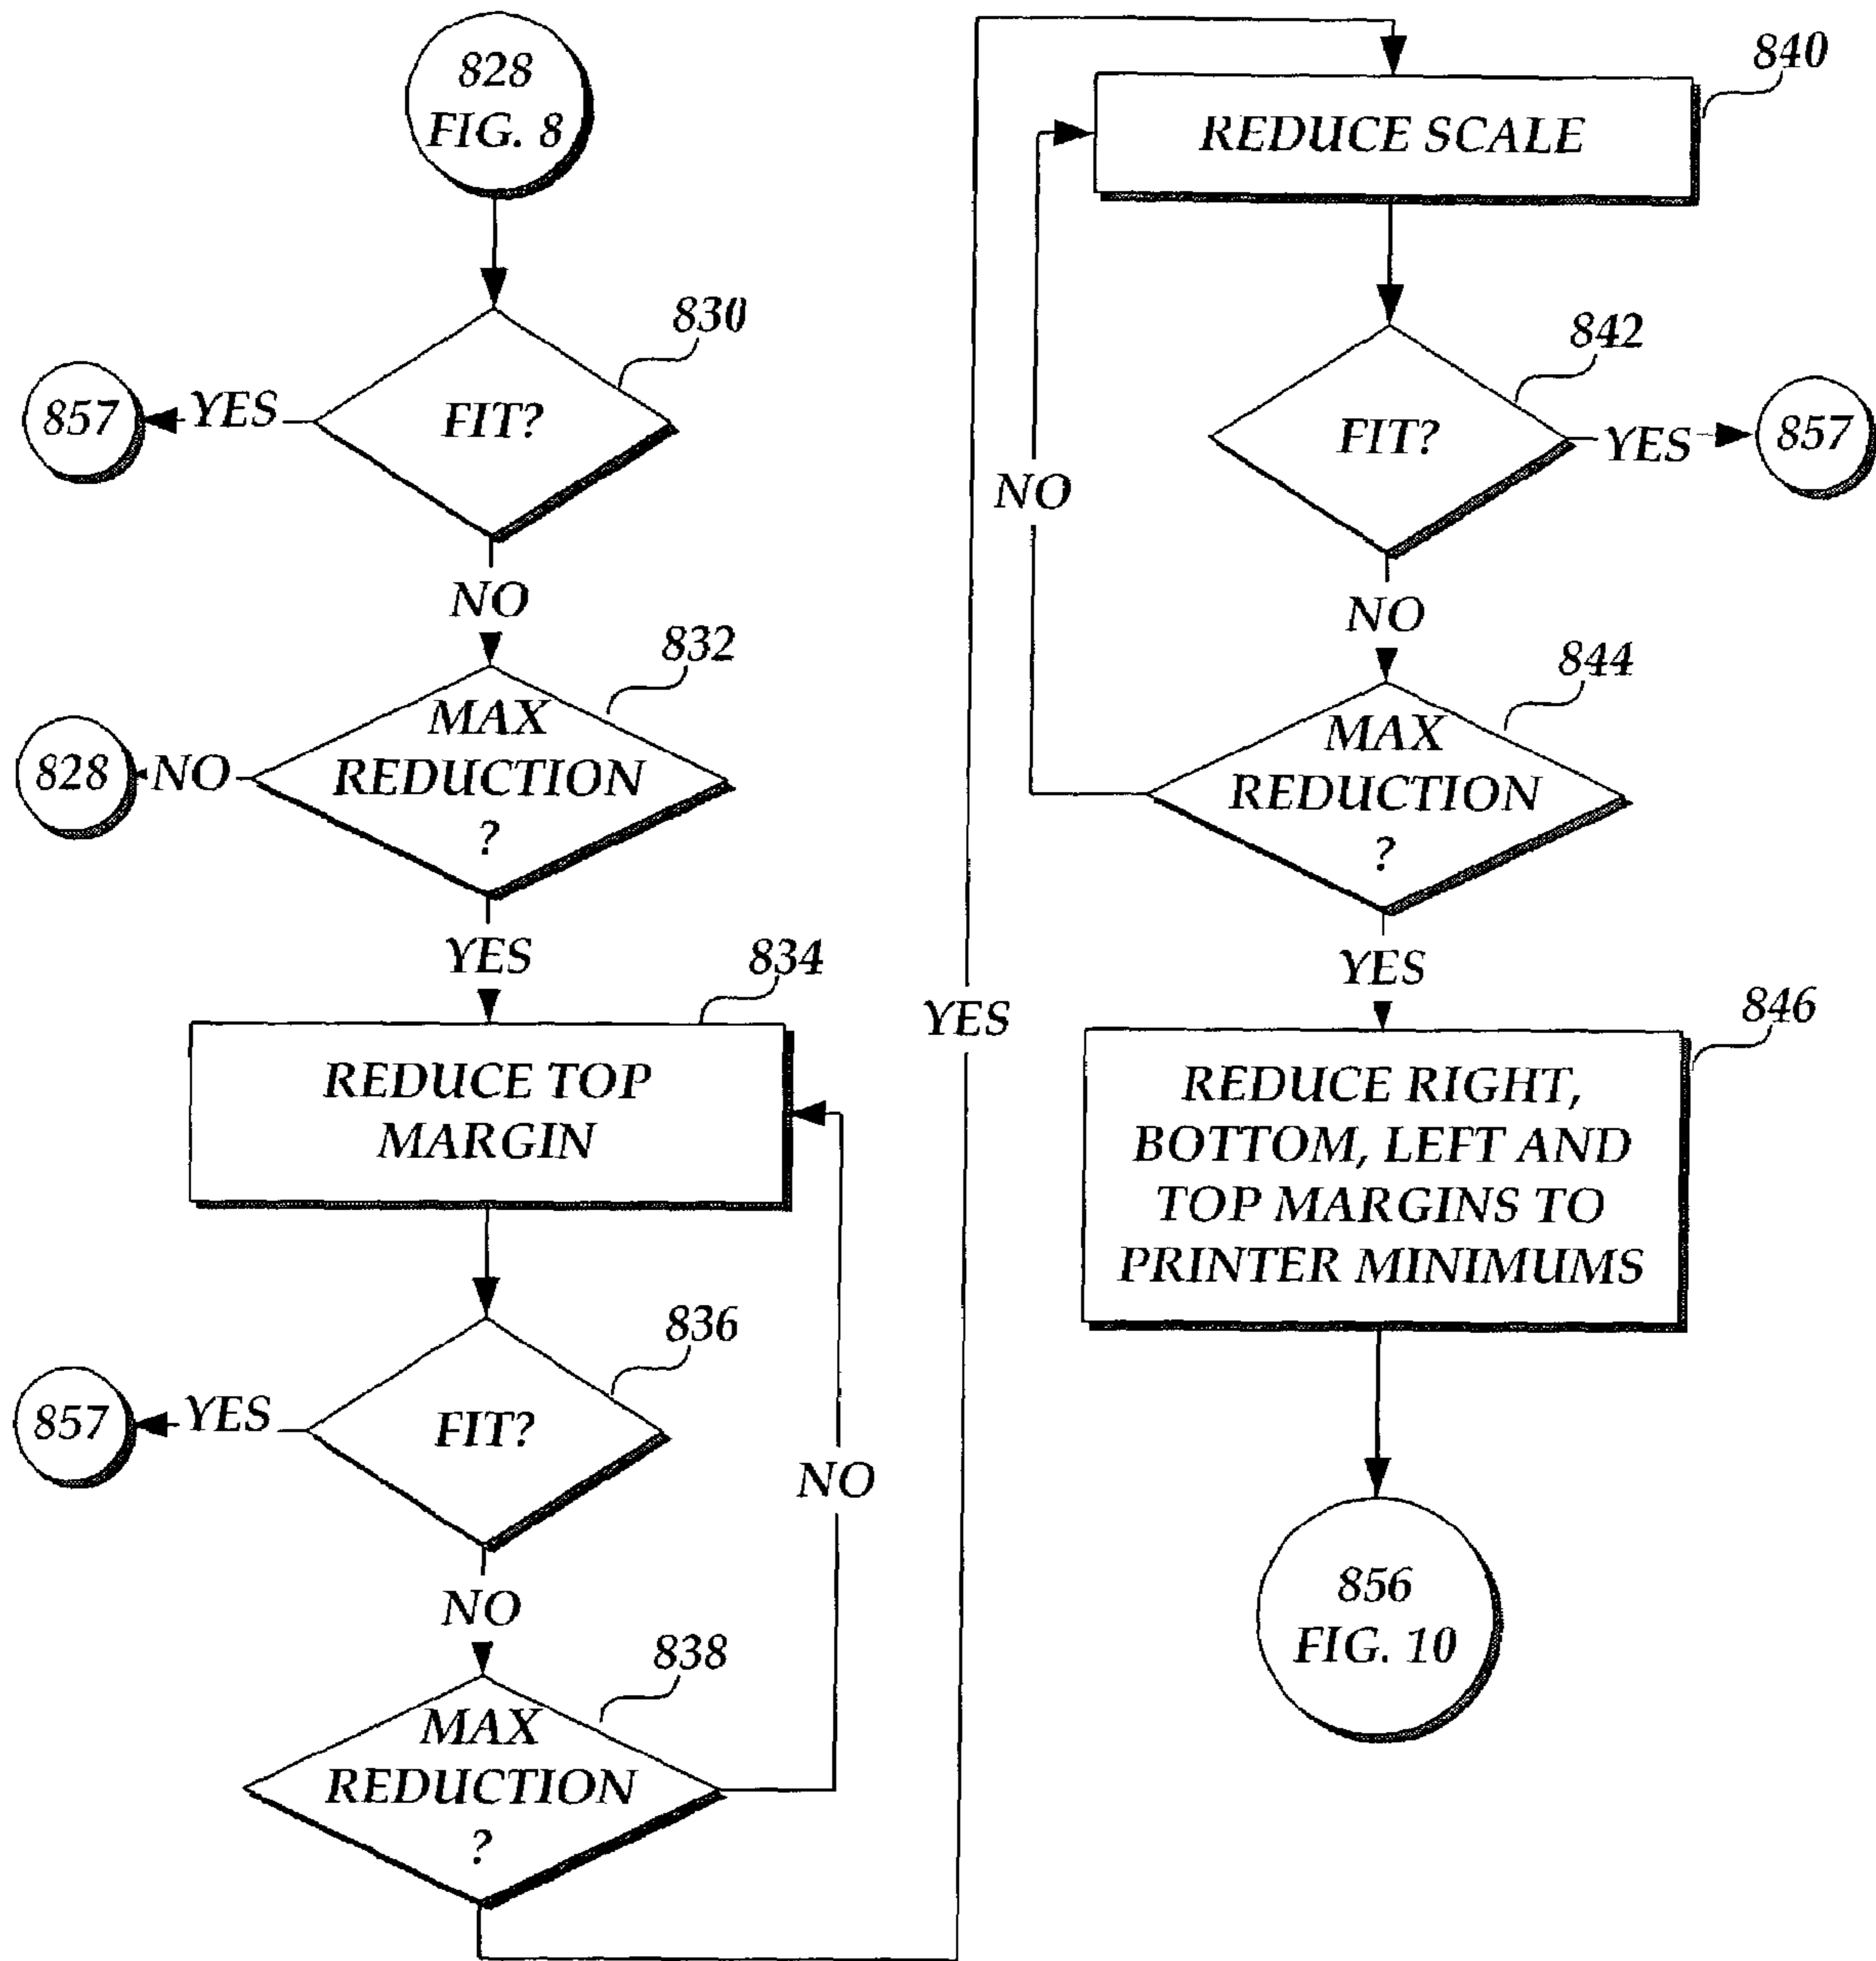 828
FIG. 8
830
FIT?
YES
857
NO
832
MAX
REDUCTION
?
NO
828
YES
834
REDUCE TOP
MARGIN
836
FIT?
YES
857
NO
NO
838
MAX
REDUCTION
?
YES
840
REDUCE SCALE
842
FIT?
YES
857
NO
NO
844
MAX
REDUCTION
?
YES
846
REDUCE RIGHT,
BOTTOM, LEFT AND
TOP MARGINS TO
PRINTER MINIMUMS
856
FIG. 10